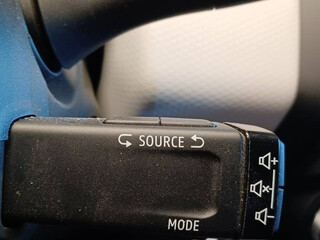 SOURCE
+
MODE
-